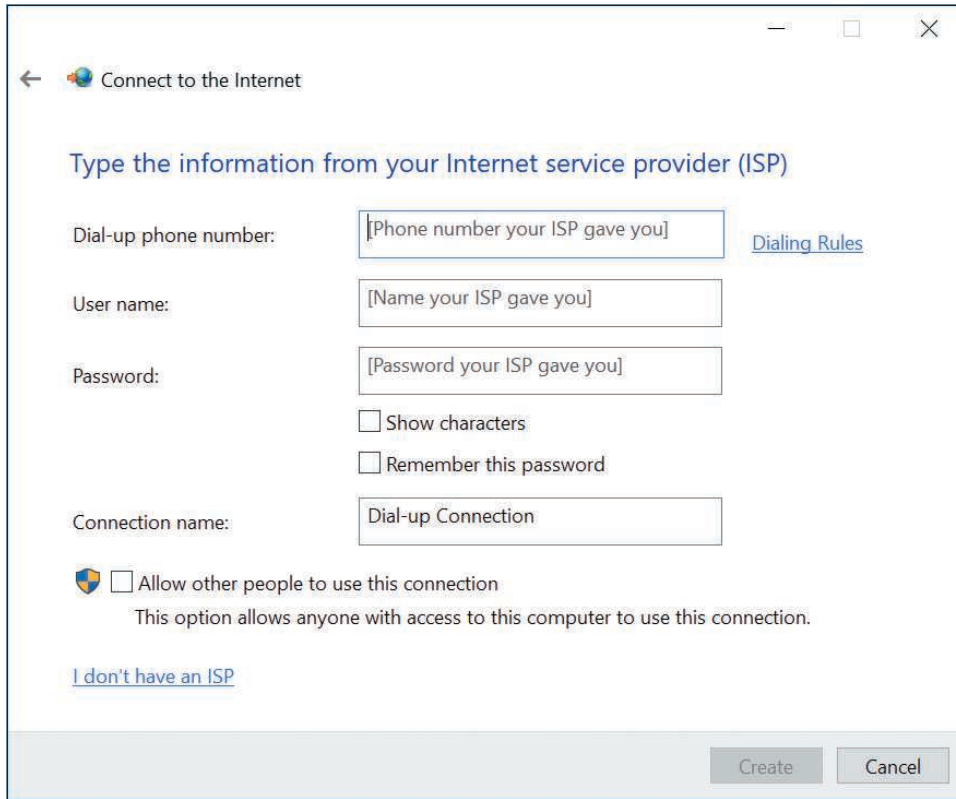 Connect to the Internet
Type the information from your Internet service provider (ISP)
Dial-up phone number:
[Phone number your ISP gave you]
Dialing Rules
User name:
[Name your ISP gave you]
Password:
[Password your ISP gave you]
Show characters
Remember this password
Connection name:
Dial-up Connection
Allow other people to use this connection
This option allows anyone with access to this computer to use this connection.
I don't have an ISP
Create
Cancel